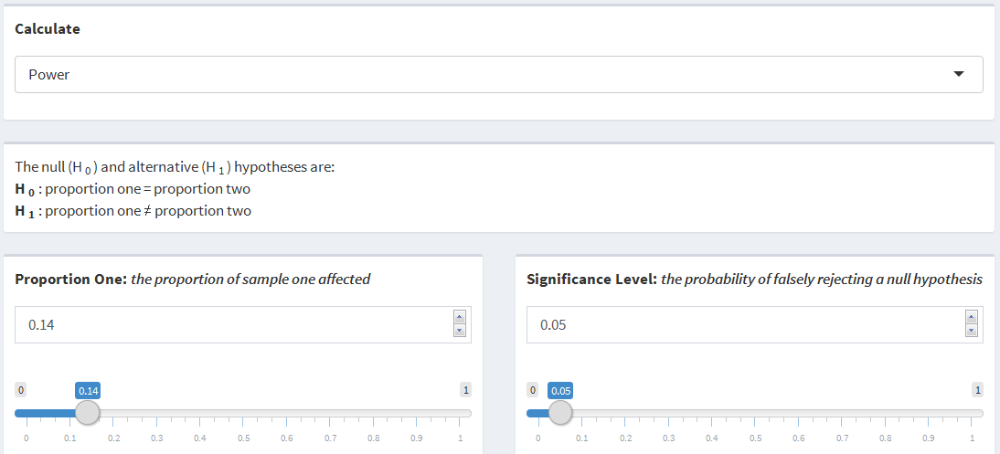 Calculate
Power
The null (H 0 ) and alternative (H 1 ) hypotheses are:
H 0 : proportion one = proportion two
H 1 : proportion one ≠ proportion two
Proportion One: the proportion of sample one affected
0.14
0 0.14 1
0 0.1 0.2 0.3 0.4 0.5 0.6 0.7 0.8 0.9 1
Significance Level: the probability of falsely rejecting a null hypothesis
0.05
0 0.05 1
0 0.1 0.2 0.3 0.4 0.5 0.6 0.7 0.8 0.9 1